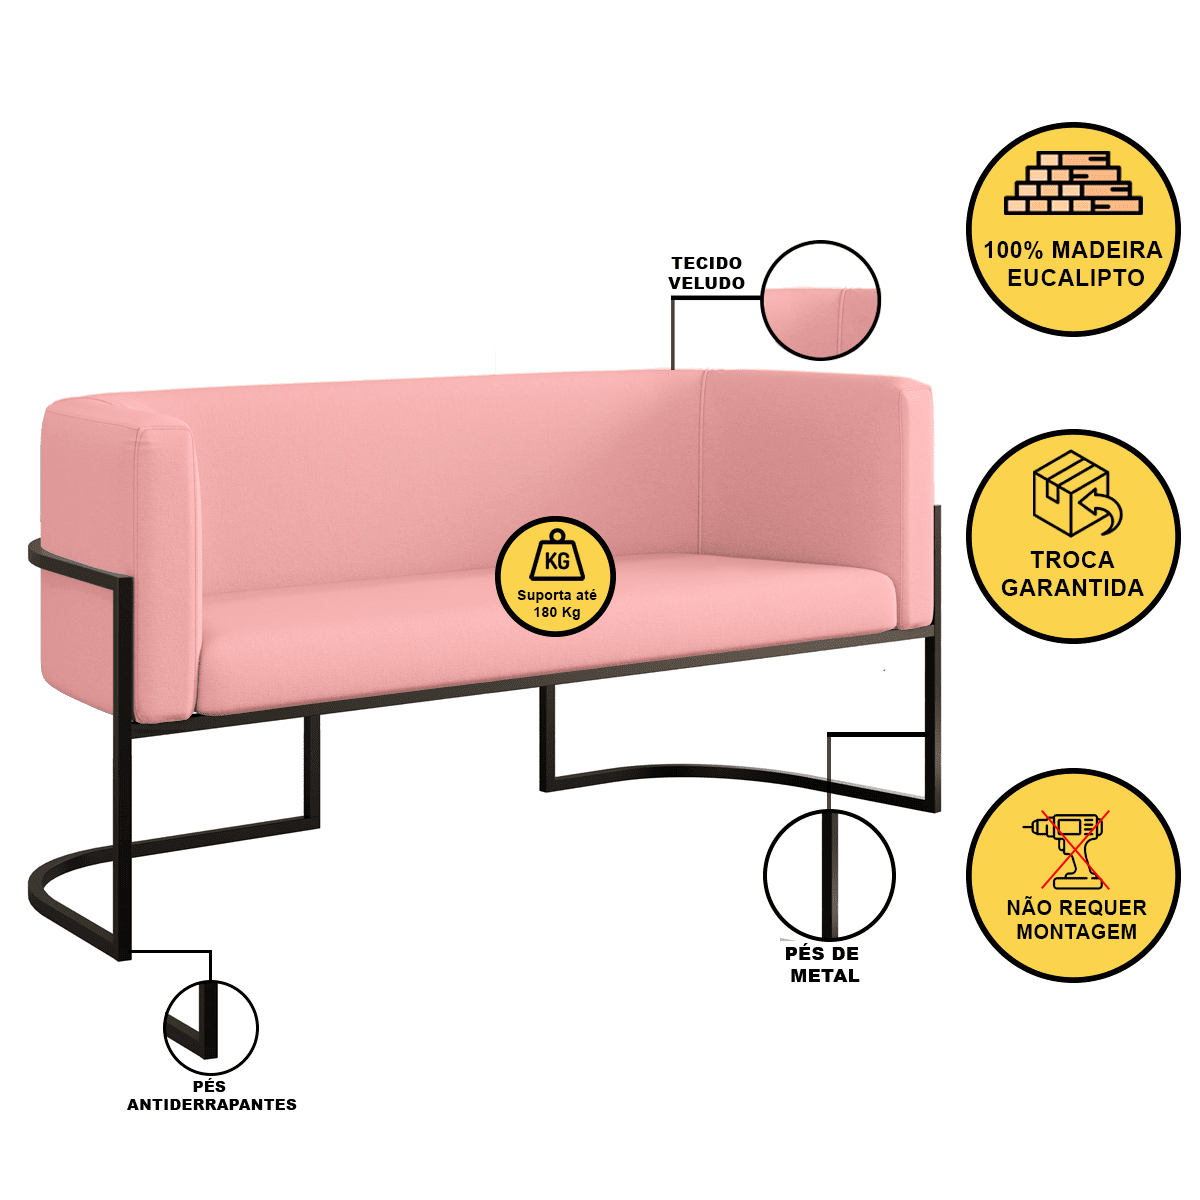 TECIDO
VELUDO
100% MADEIRA
EUCALIPTO
KG
Suporta até
180 Kg
TROCA
GARANTIDA
NÃO REQUER
MONTAGEM
PÉS DE
METAL
PÉS
ANTIDERRAPANTES